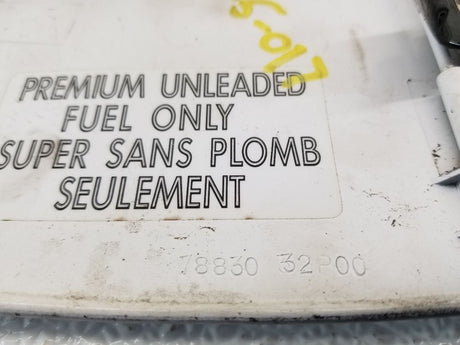 PREMIUM UNLEADED
FUEL ONLY
SUPER SANS PLOMB
SEULEMENT
78830 32P00